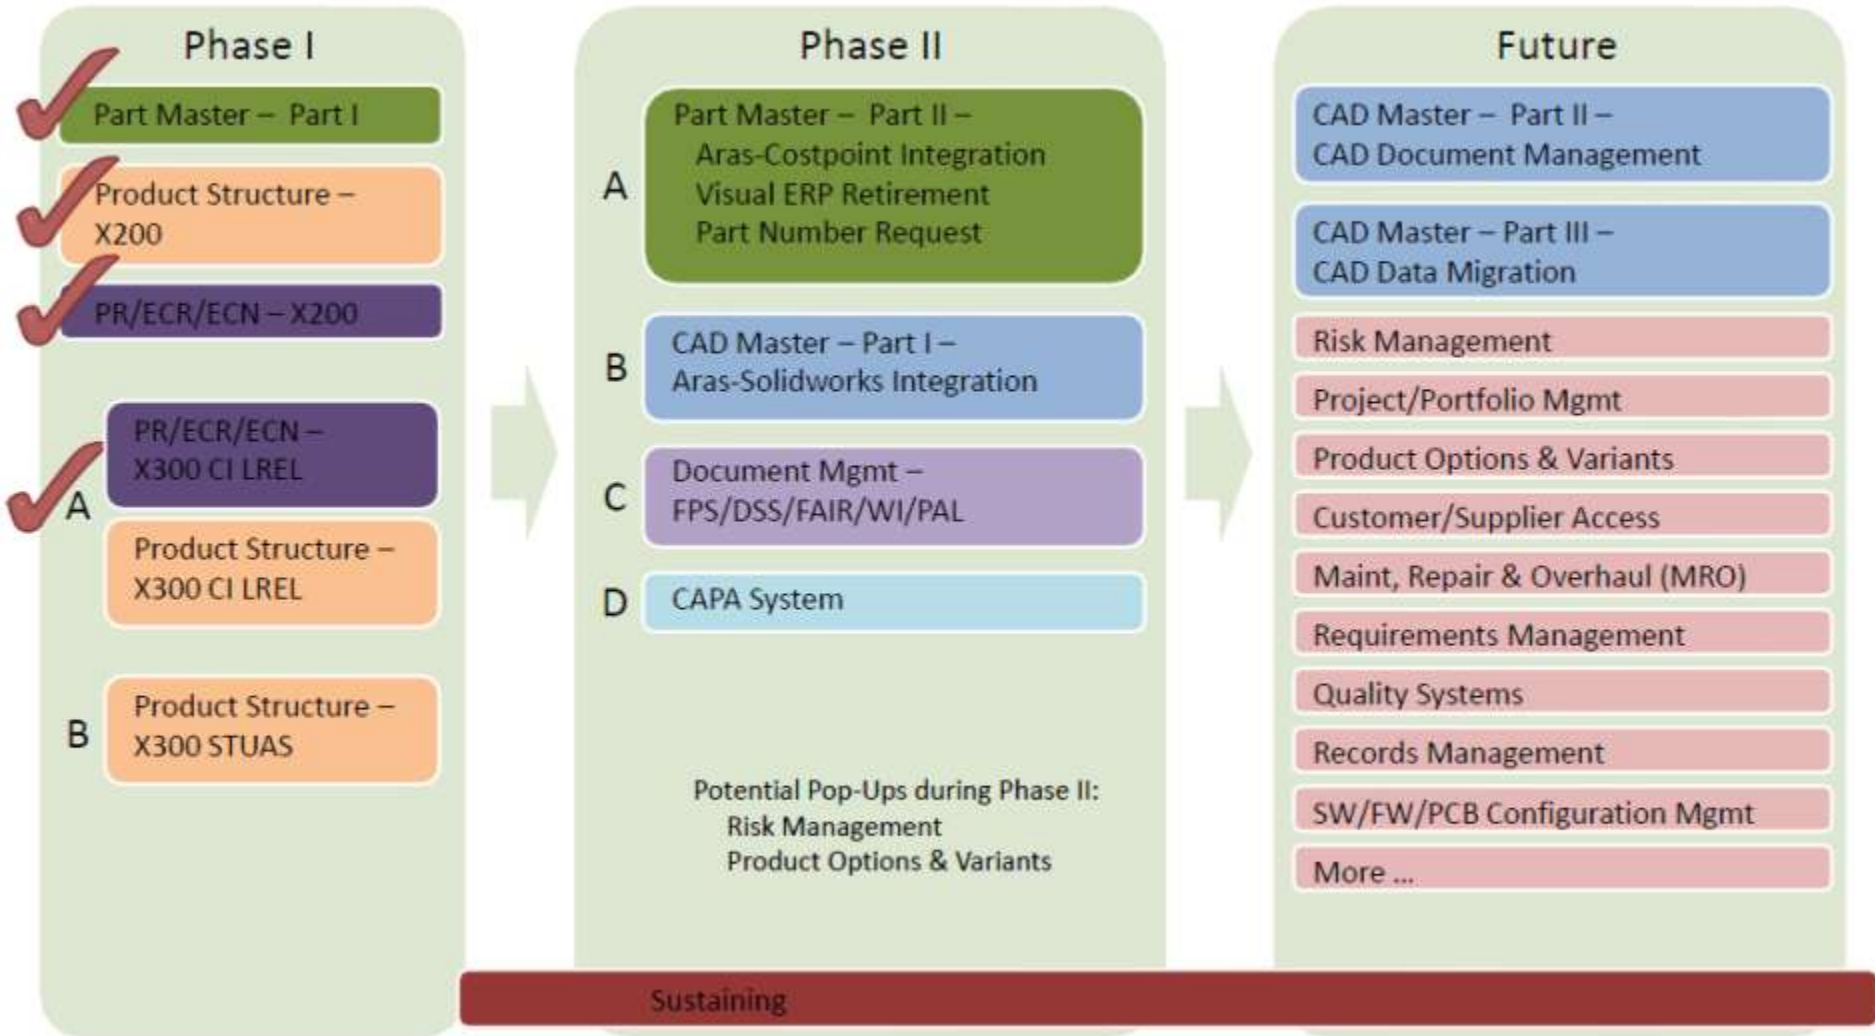 Phase I
Part Master – Part I
Product Structure –
X200
PR/ECR/ECN – X200
A
PR/ECR/ECN –
X300 CI LREL
Product Structure –
X300 CI LREL
B
Product Structure –
X300 STUAS
Phase II
A
Part Master – Part II –
Aras-Costpoint Integration
Visual ERP Retirement
Part Number Request
B
CAD Master – Part I –
Aras-Solidworks Integration
C
Document Mgmt –
FPS/DSS/FAIR/WI/PAL
D
CAPA System
Potential Pop-Ups during Phase II:
Risk Management
Product Options & Variants
Future
CAD Master – Part II –
CAD Document Management
CAD Master – Part III –
CAD Data Migration
Risk Management
Project/Portfolio Mgmt
Product Options & Variants
Customer/Supplier Access
Maint, Repair & Overhaul (MRO)
Requirements Management
Quality Systems
Records Management
SW/FW/PCB Configuration Mgmt
More ...
Sustaining